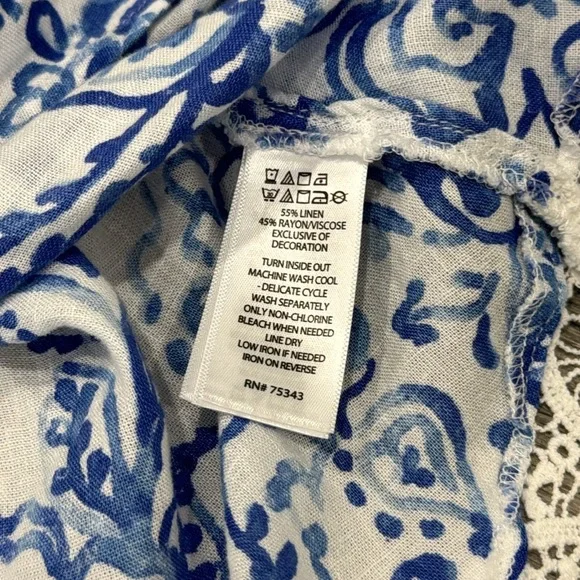 55% LINEN
45% RAYON/VISCOSE
EXCLUSIVE OF
DECORATION
TURN INSIDE OUT
MACHINE WASH COOL
- DELICATE CYCLE
WASH SEPARATELY
ONLY NON-CHLORINE
BLEACH WHEN NEEDED
LINE DRY
LOW IRON IF NEEDED
IRON ON REVERSE
RN# 75343